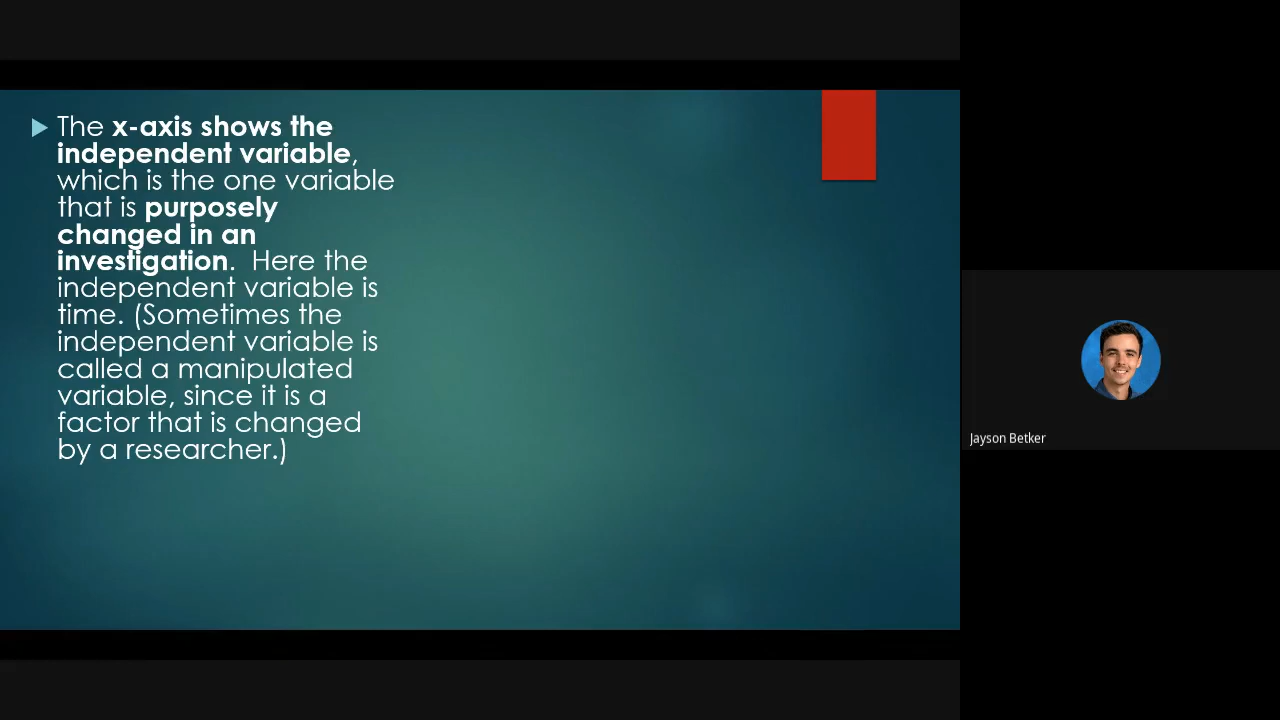 The x-axis shows the
independent variable,
which is the one variable
that is purposely
changed in an
investigation.  Here the
independent variable is
time. (Sometimes the
independent variable is
called a manipulated
variable, since it is a
factor that is changed
by a researcher.)
Jayson Betker